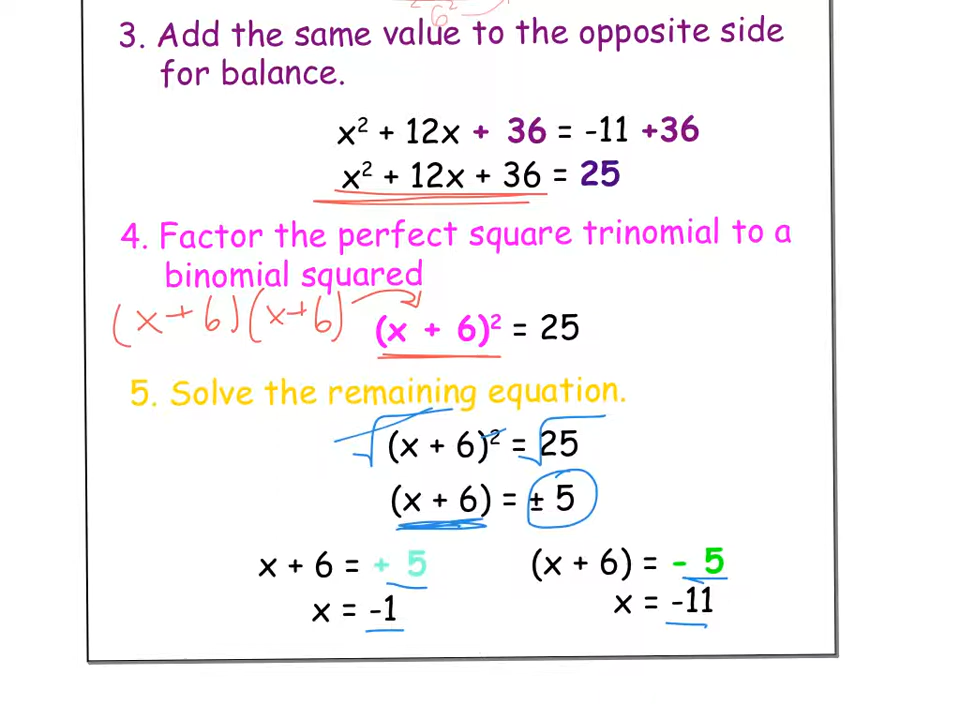 6²
3. Add the same value to the opposite side
for balance.
x² + 12x + 36 = -11 +36
x² + 12x + 36 = 25
4. Factor the perfect square trinomial to a
binomial squared
(x+6)(x+6)
(x + 6)² = 25
5. Solve the remaining equation.
√(x + 6)² = √25
(x + 6) = ± 5
x + 6 = + 5 (x + 6) = - 5
x = -1 x = -11